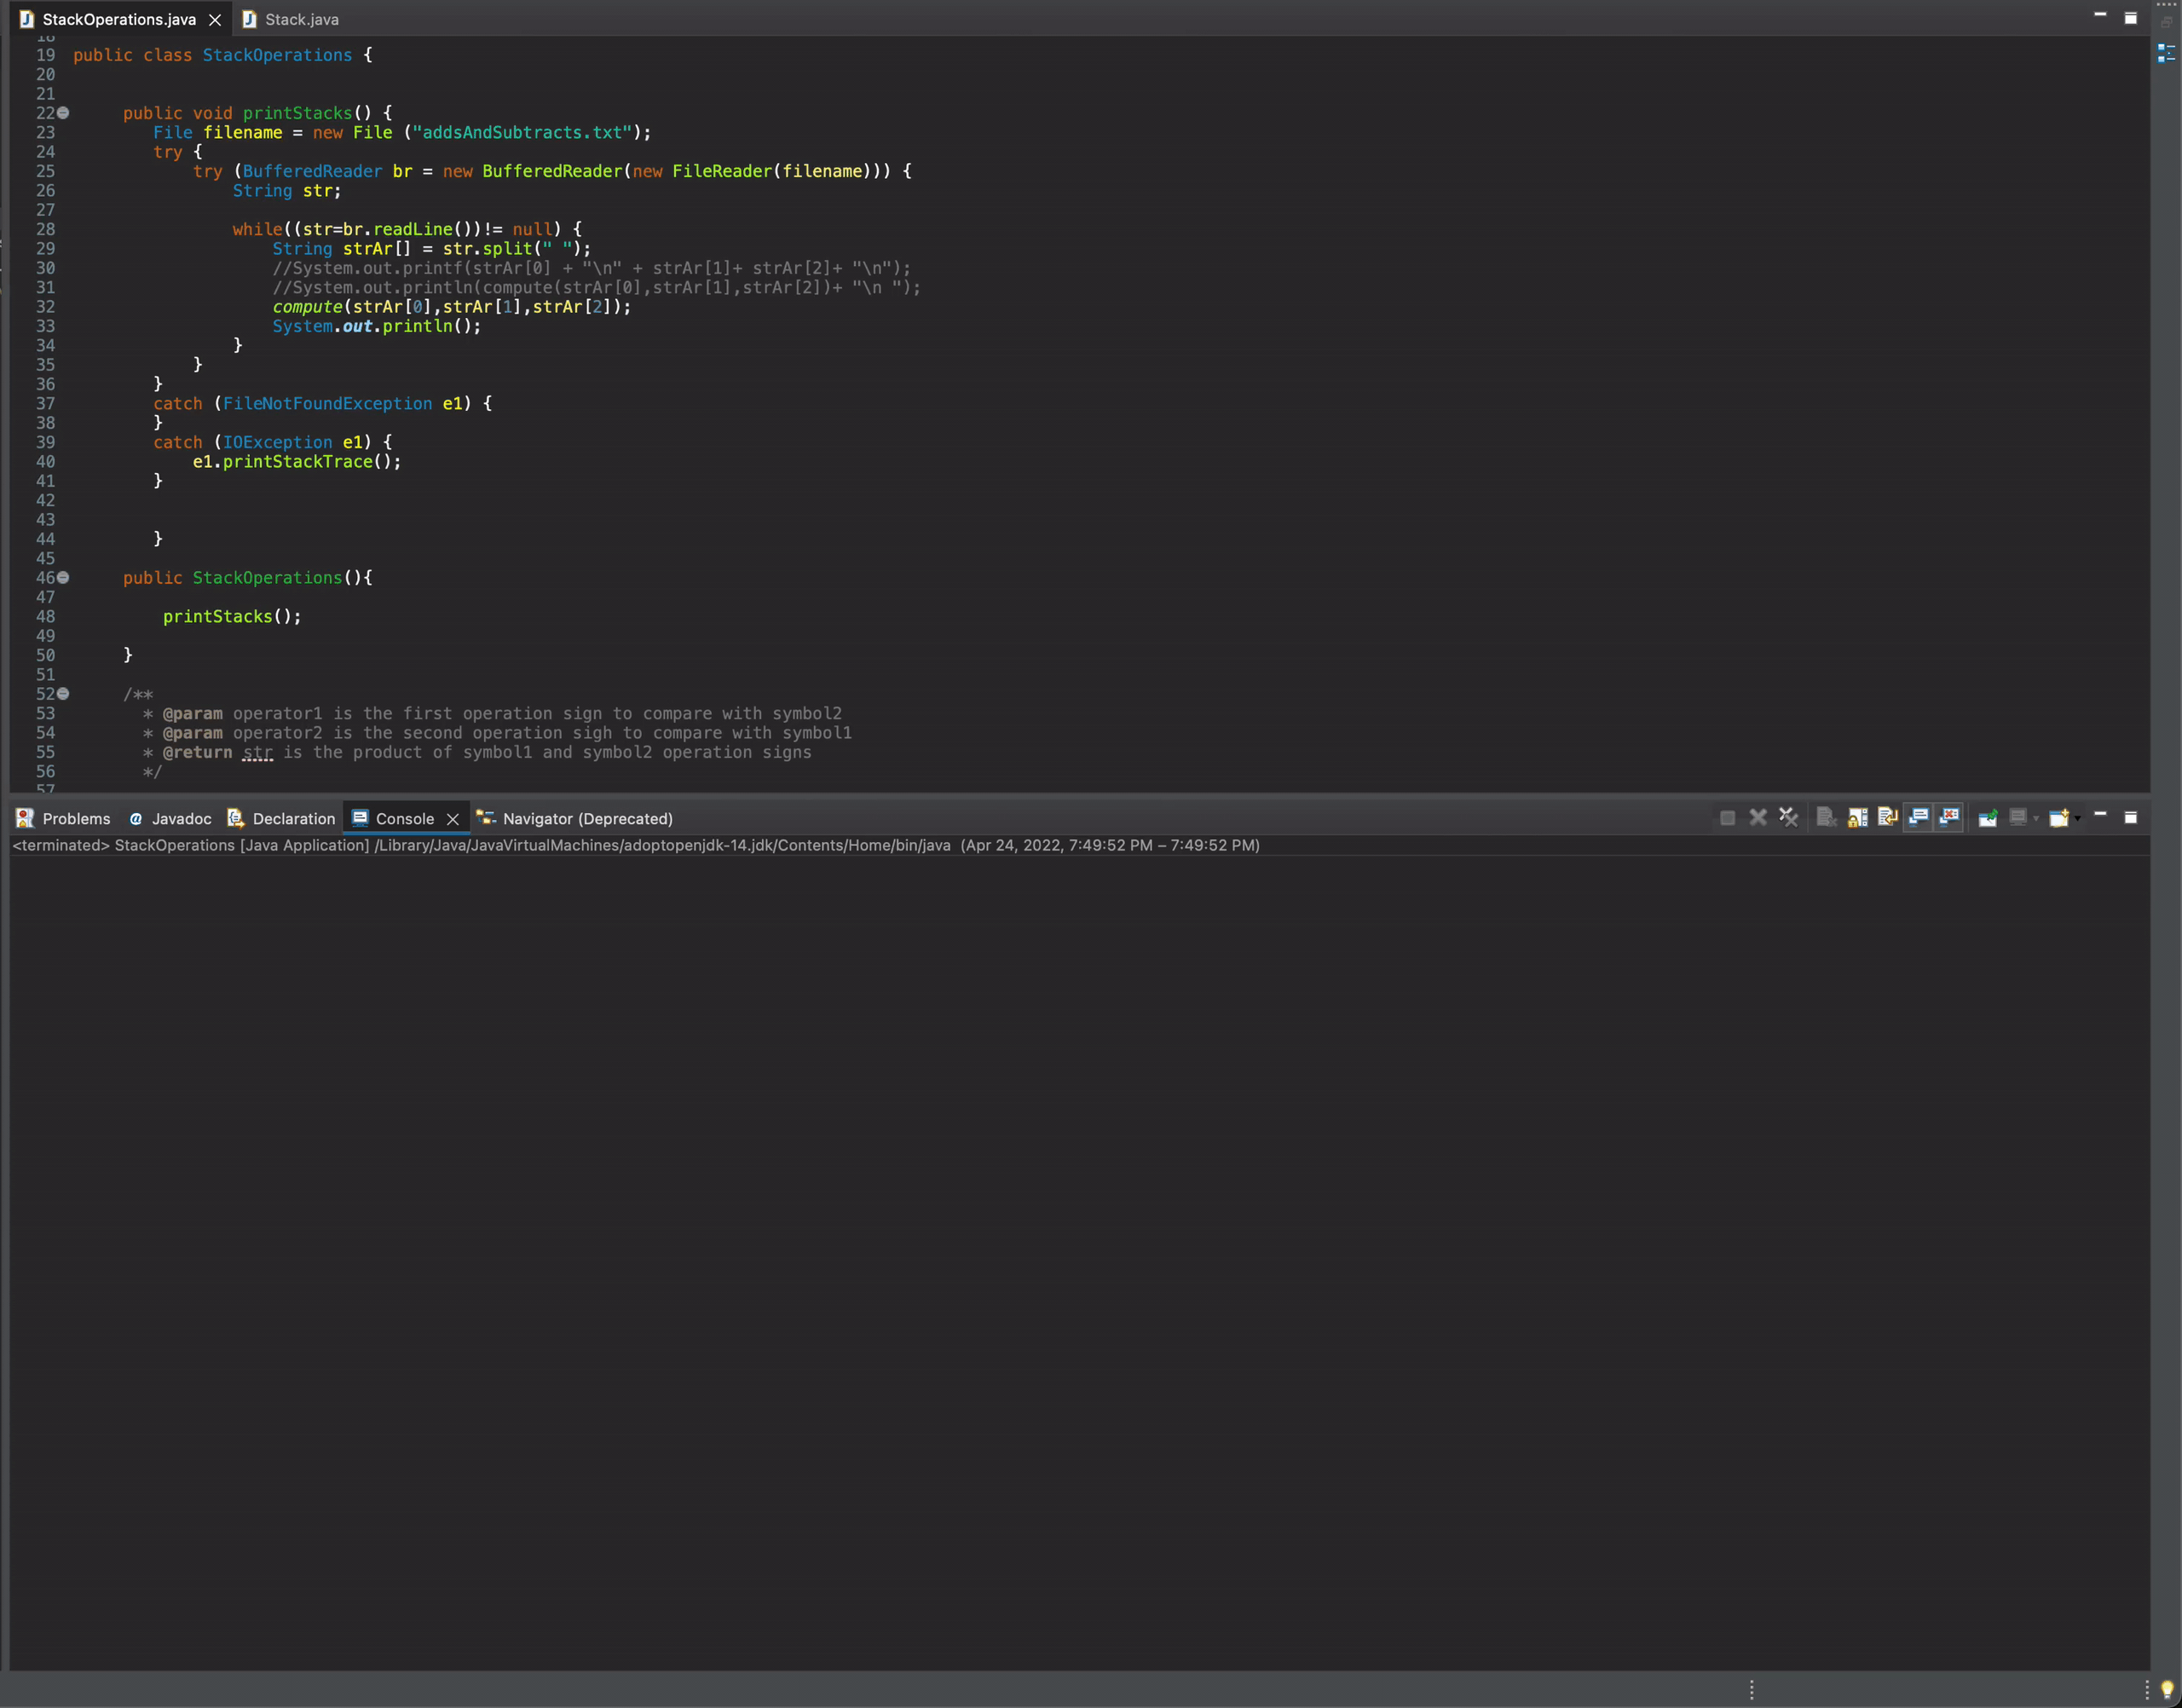 StackOperations.java Stack.java
18
19 public class StackOperations {
20
21
22 public void printStacks() {
23 File filename = new File ("addsAndSubtracts.txt");
24 try {
25 try (BufferedReader br = new BufferedReader(new FileReader(filename))) {
26 String str;
27
28 while((str=br.readLine())!= null) {
29 String strAr[] = str.split(" ");
30 //System.out.printf(strAr[0] + "\n" + strAr[1]+ strAr[2]+ "\n");
31 //System.out.println(compute(strAr[0],strAr[1],strAr[2])+ "\n ");
32 compute(strAr[0],strAr[1],strAr[2]);
33 System.out.println();
34 }
35 }
36 }
37 catch (FileNotFoundException e1) {
38 }
39 catch (IOException e1) {
40 e1.printStackTrace();
41 }
42
43
44 }
45
46 public StackOperations(){
47
48 printStacks();
49
50 }
51
52 /**
53 * @param operator1 is the first operation sign to compare with symbol2
54 * @param operator2 is the second operation sigh to compare with symbol1
55 * @return str is the product of symbol1 and symbol2 operation signs
56 */
57
Problems Javadoc Declaration Console Navigator (Deprecated)
<terminated> StackOperations [Java Application] /Library/Java/JavaVirtualMachines/adoptopenjdk-14.jdk/Contents/Home/bin/java (Apr 24, 2022, 7:49:52 PM – 7:49:52 PM)